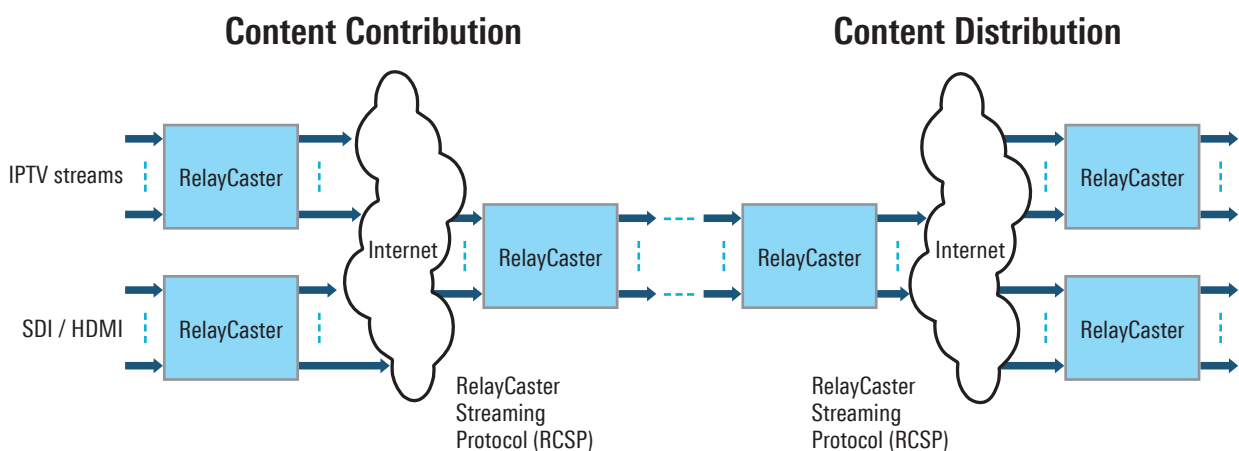 Content Contribution
Content Distribution
IPTV streams
RelayCaster
RelayCaster
Internet
RelayCaster
RelayCaster
Internet
SDI / HDMI
RelayCaster
RelayCaster
RelayCaster
Streaming
Protocol (RCSP)
RelayCaster
Streaming
Protocol (RCSP)